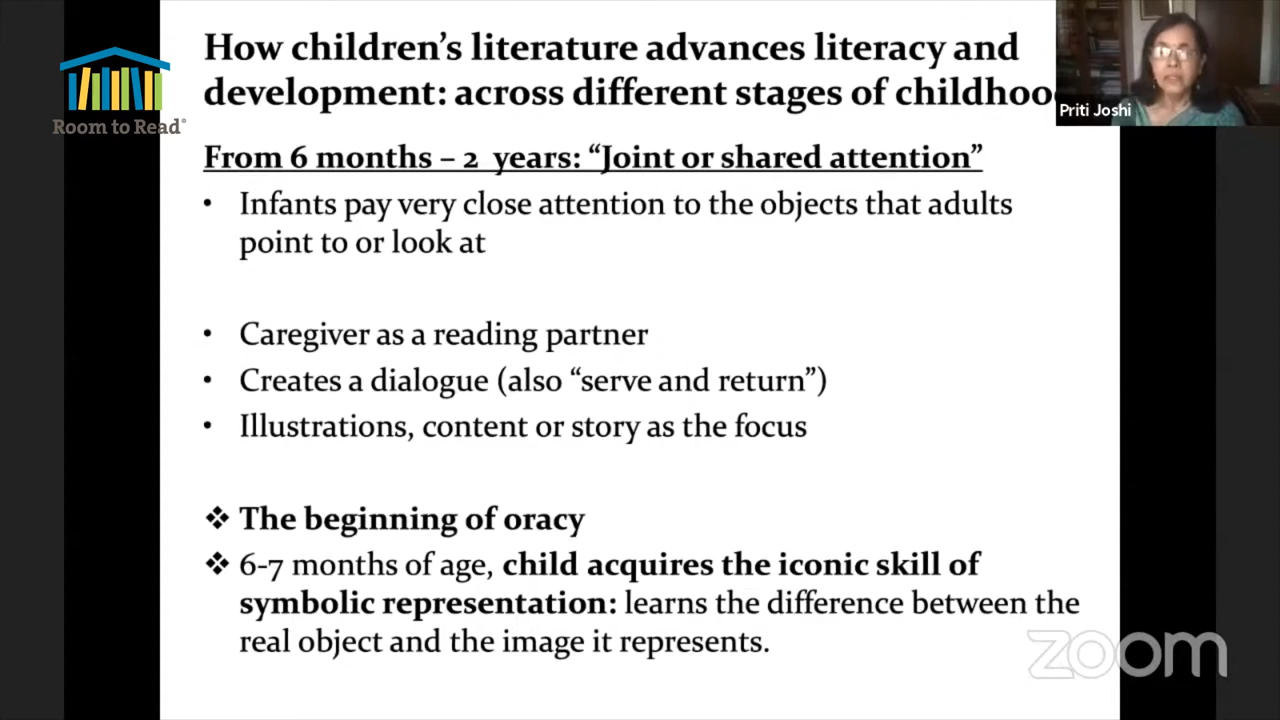 How children's literature advances literacy and
development: across different stages of childhoo
Room to Read®
Priti Joshi
From 6 months – 2 years: “Joint or shared attention”
• Infants pay very close attention to the objects that adults
point to or look at
• Caregiver as a reading partner
• Creates a dialogue (also “serve and return”)
• Illustrations, content or story as the focus
❖ The beginning of oracy
❖ 6-7 months of age, child acquires the iconic skill of
symbolic representation: learns the difference between the
real object and the image it represents.
zoom